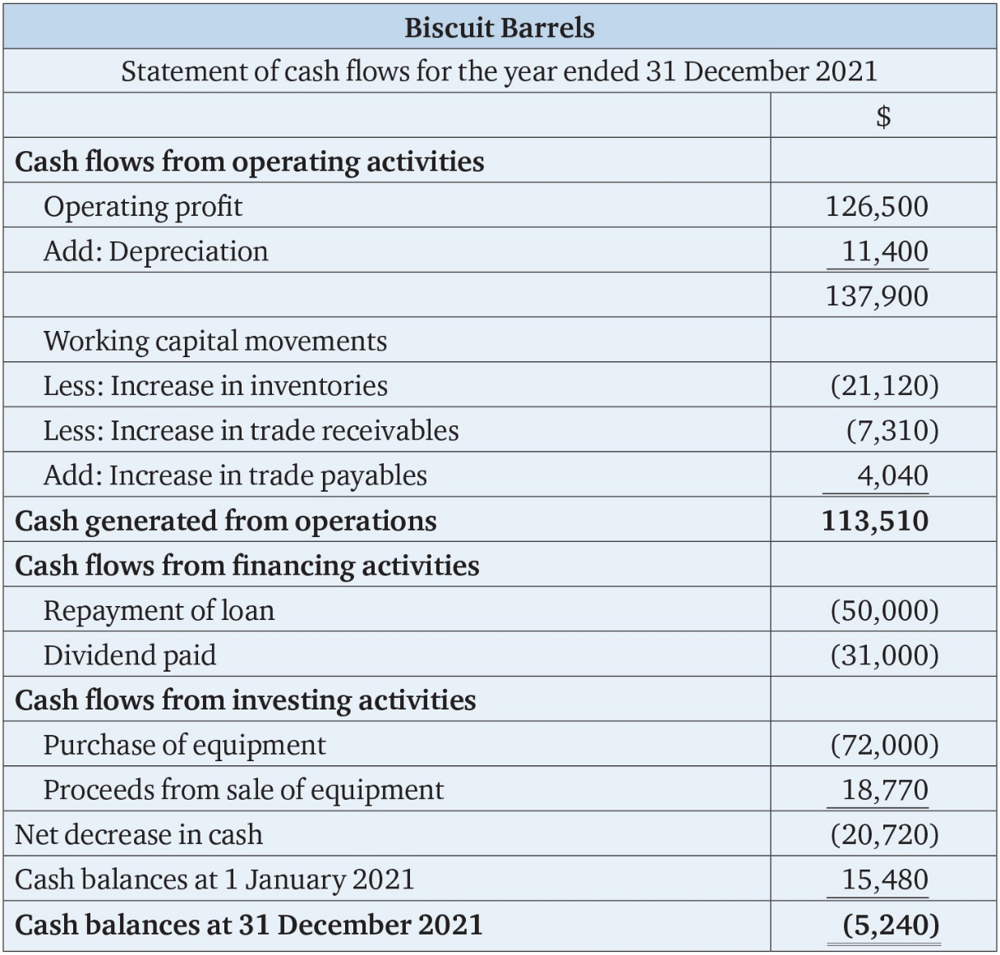 Biscuit Barrels
Statement of cash flows for the year ended 31 December 2021
$
Cash flows from operating activities
Operating profit 126,500
Add: Depreciation 11,400
137,900
Working capital movements
Less: Increase in inventories (21,120)
Less: Increase in trade receivables (7,310)
Add: Increase in trade payables 4,040
Cash generated from operations 113,510
Cash flows from financing activities
Repayment of loan (50,000)
Dividend paid (31,000)
Cash flows from investing activities
Purchase of equipment (72,000)
Proceeds from sale of equipment 18,770
Net decrease in cash (20,720)
Cash balances at 1 January 2021 15,480
Cash balances at 31 December 2021 (5,240)